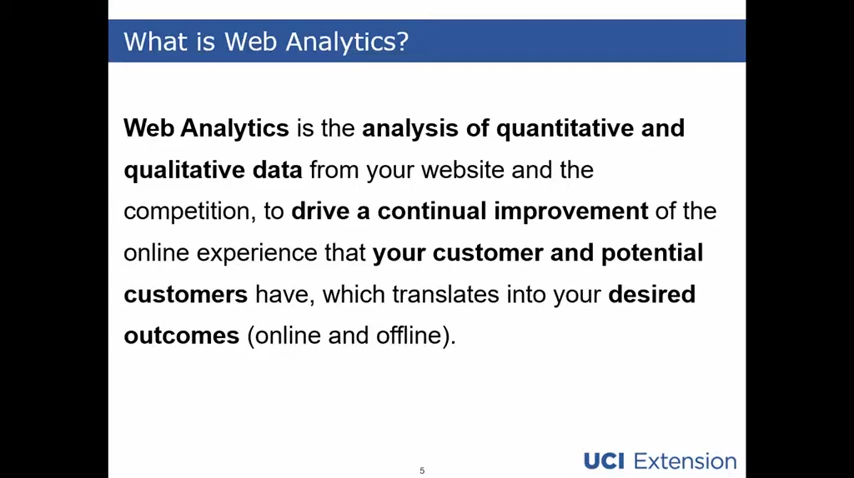 What is Web Analytics?
Web Analytics is the analysis of quantitative and
qualitative data from your website and the
competition, to drive a continual improvement of the
online experience that your customer and potential
customers have, which translates into your desired
outcomes (online and offline).
5
UCI Extension